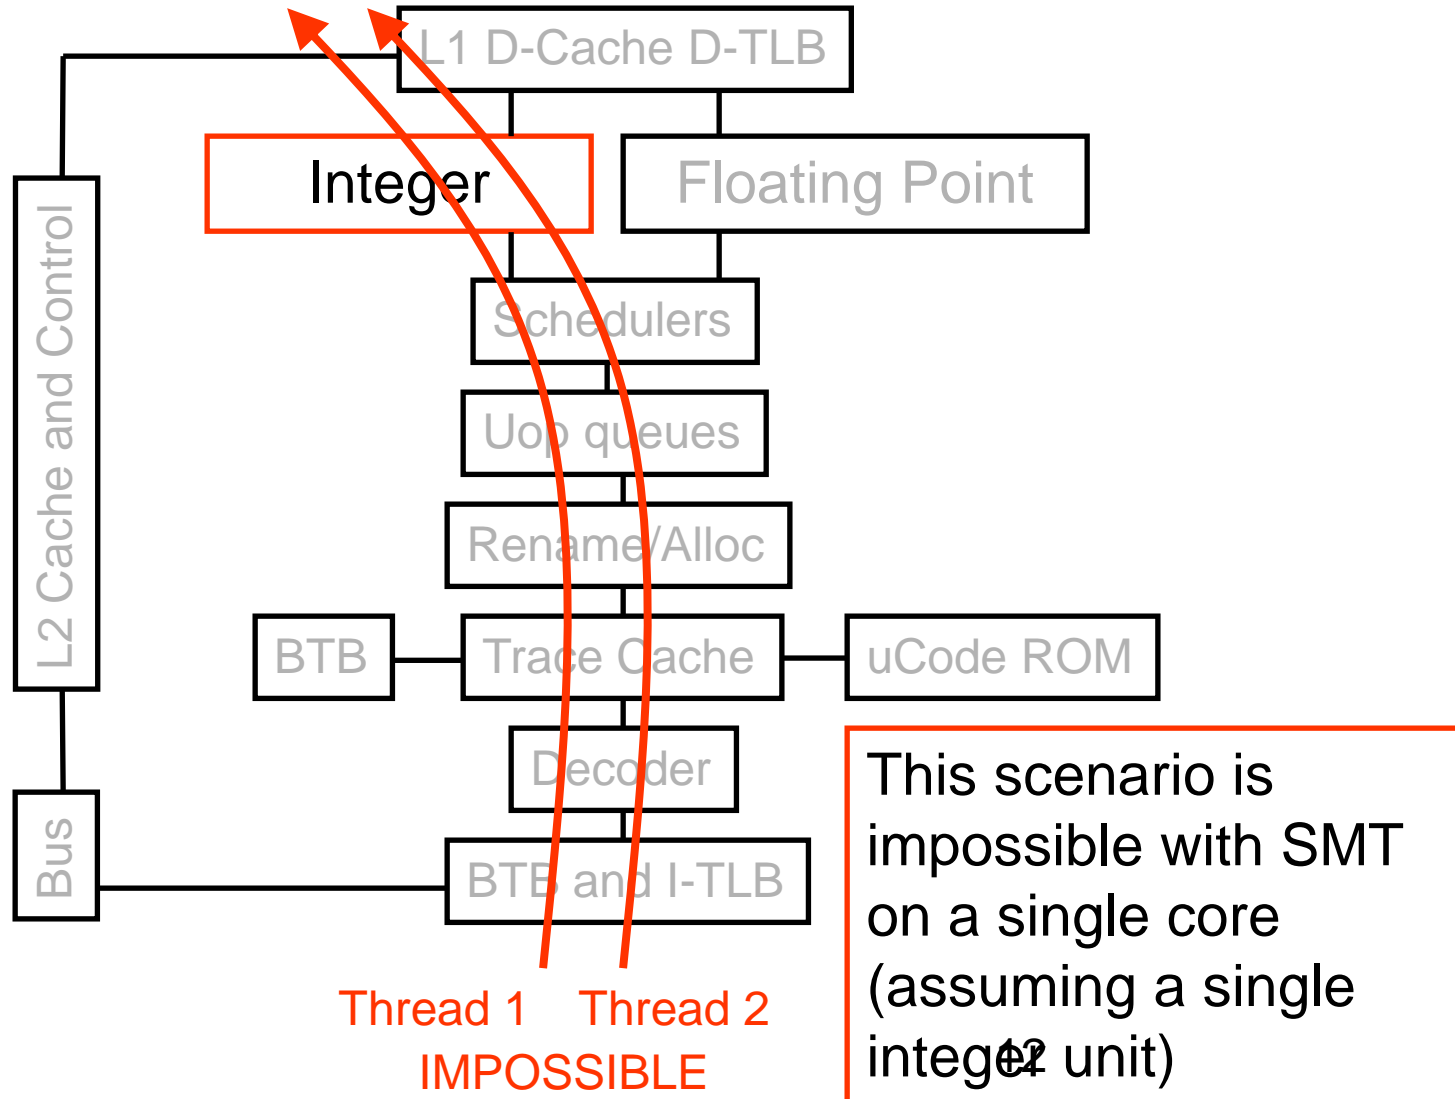 L1 D-Cache D-TLB
Integer
Floating Point
L2 Cache and Control
Schedulers
Uop queues
Rename/Alloc
BTB
Trace Cache
uCode ROM
Decoder
Bus
BTB and I-TLB
Thread 1
Thread 2
IMPOSSIBLE
This scenario is
impossible with SMT
on a single core
(assuming a single
integer unit)
12